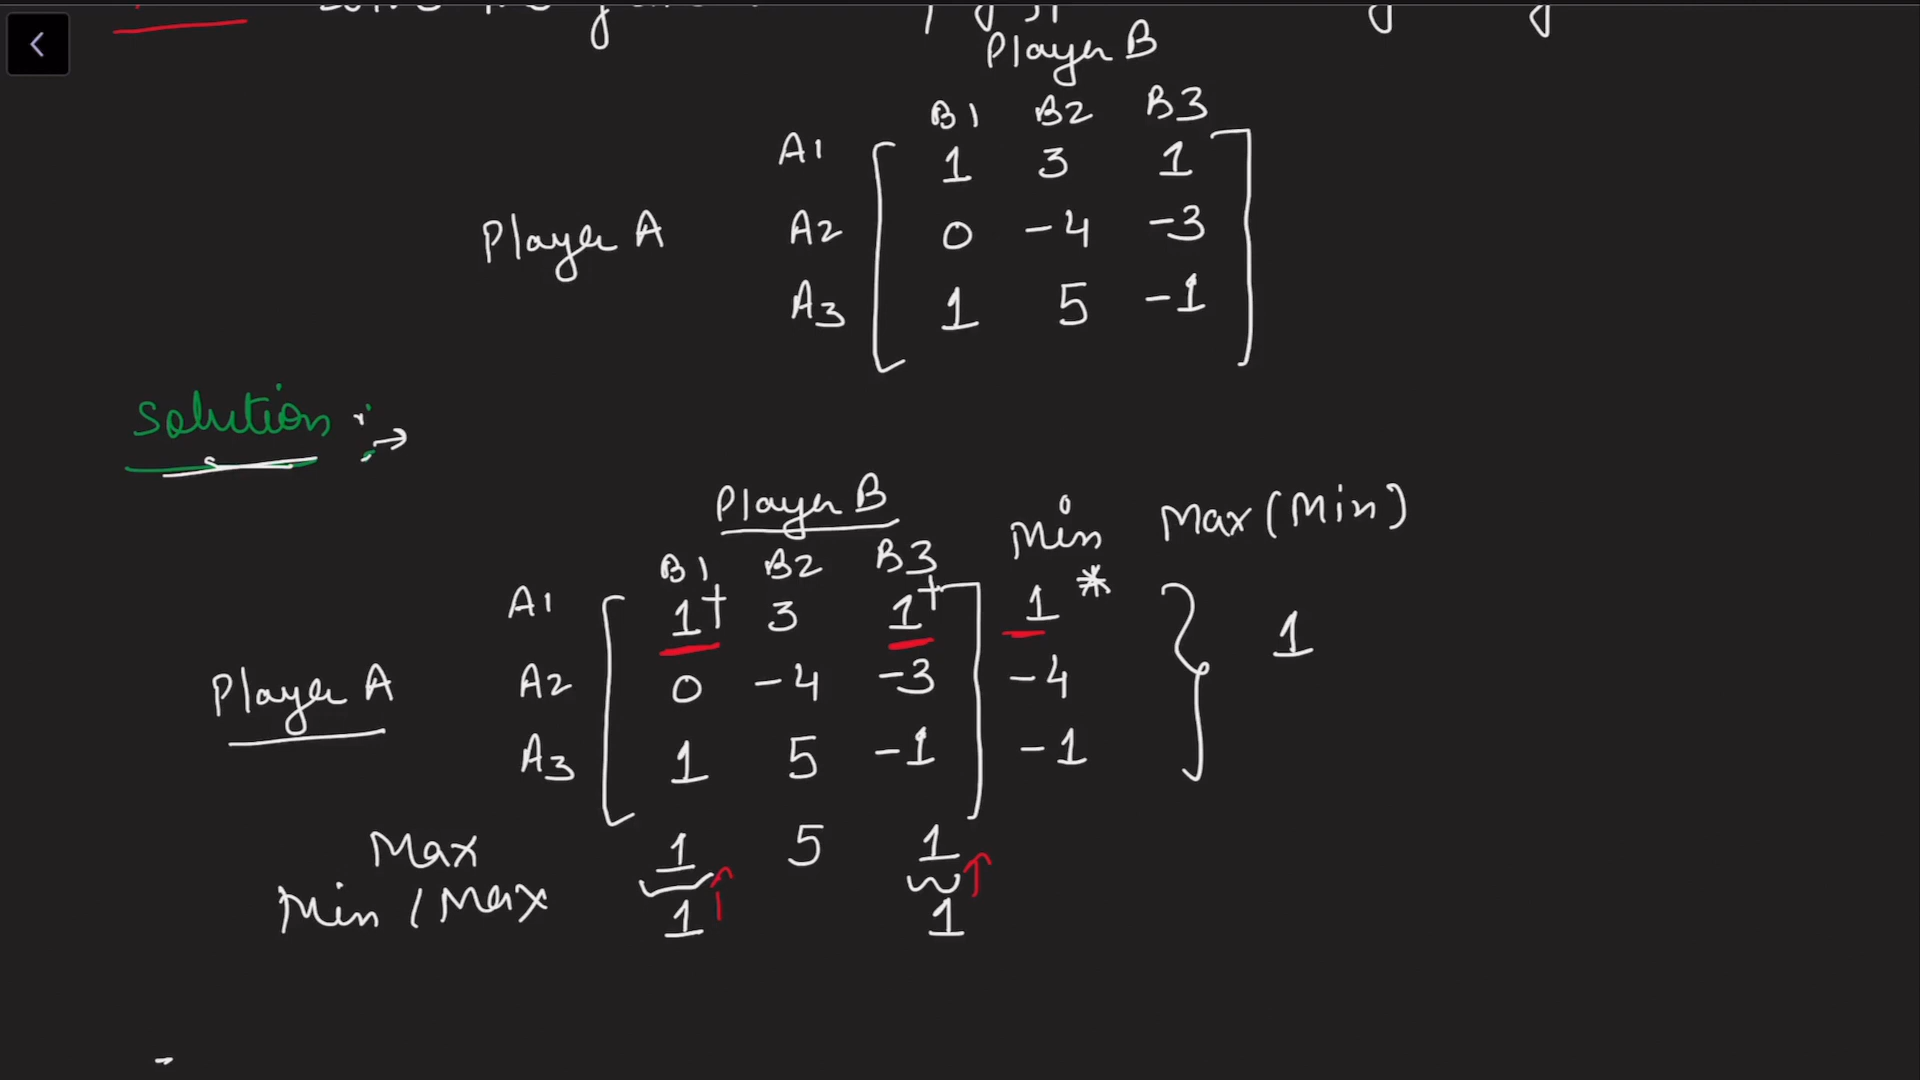 Player B
B1 B2 B3
A1 1 3 1
Player A A2 0 -4 -3
A3 1 5 -1
Solution :→
Player B Min Max (Min)
B1 B2 B3
A1 1+ 3 1+ 1 * 1
Player A A2 0 -4 -3 -4
A3 1 5 -1 -1
Max 1 5 1
Min / Max 1 1